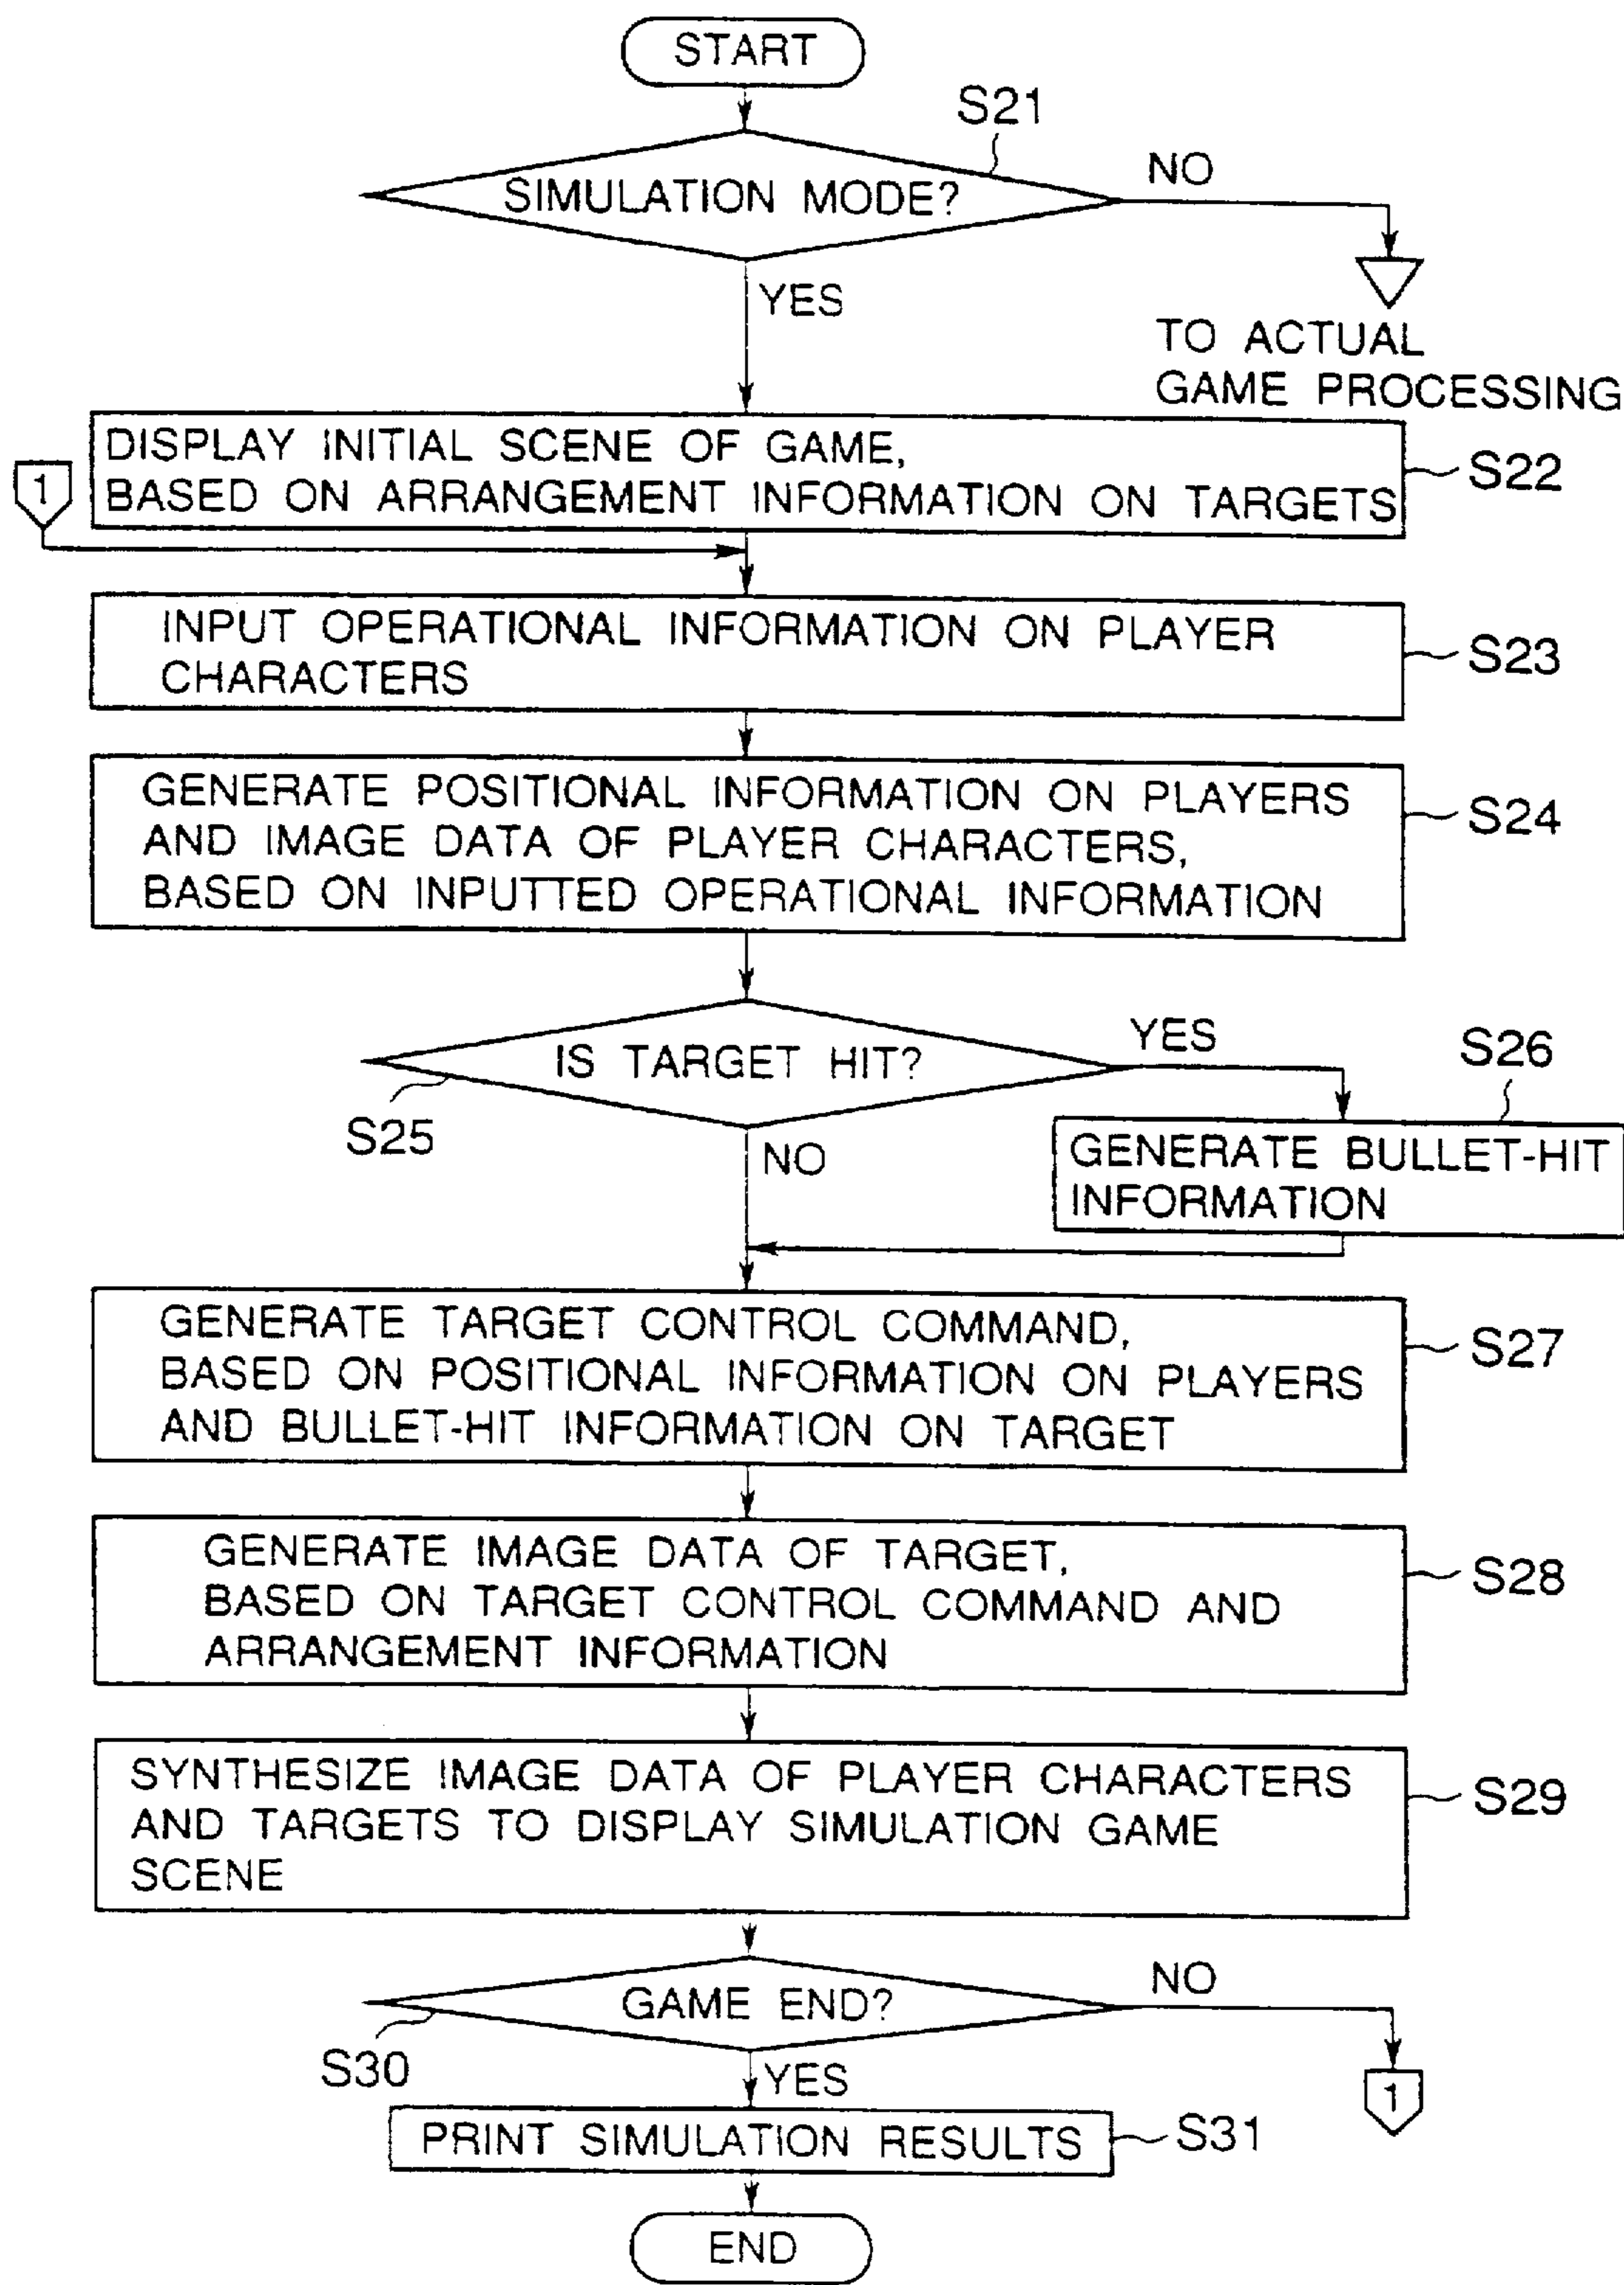 START
S21
SIMULATION MODE?
NO
YES
TO ACTUAL
GAME PROCESSING
DISPLAY INITIAL SCENE OF GAME,
BASED ON ARRANGEMENT INFORMATION ON TARGETS
S22
1
INPUT OPERATIONAL INFORMATION ON PLAYER
CHARACTERS
S23
GENERATE POSITIONAL INFORMATION ON PLAYERS
AND IMAGE DATA OF PLAYER CHARACTERS,
BASED ON INPUTTED OPERATIONAL INFORMATION
S24
IS TARGET HIT?
YES
S25
NO
S26
GENERATE BULLET-HIT
INFORMATION
GENERATE TARGET CONTROL COMMAND,
BASED ON POSITIONAL INFORMATION ON PLAYERS
AND BULLET-HIT INFORMATION ON TARGET
S27
GENERATE IMAGE DATA OF TARGET,
BASED ON TARGET CONTROL COMMAND AND
ARRANGEMENT INFORMATION
S28
SYNTHESIZE IMAGE DATA OF PLAYER CHARACTERS
AND TARGETS TO DISPLAY SIMULATION GAME
SCENE
S29
GAME END?
NO
S30
YES
1
PRINT SIMULATION RESULTS
S31
END